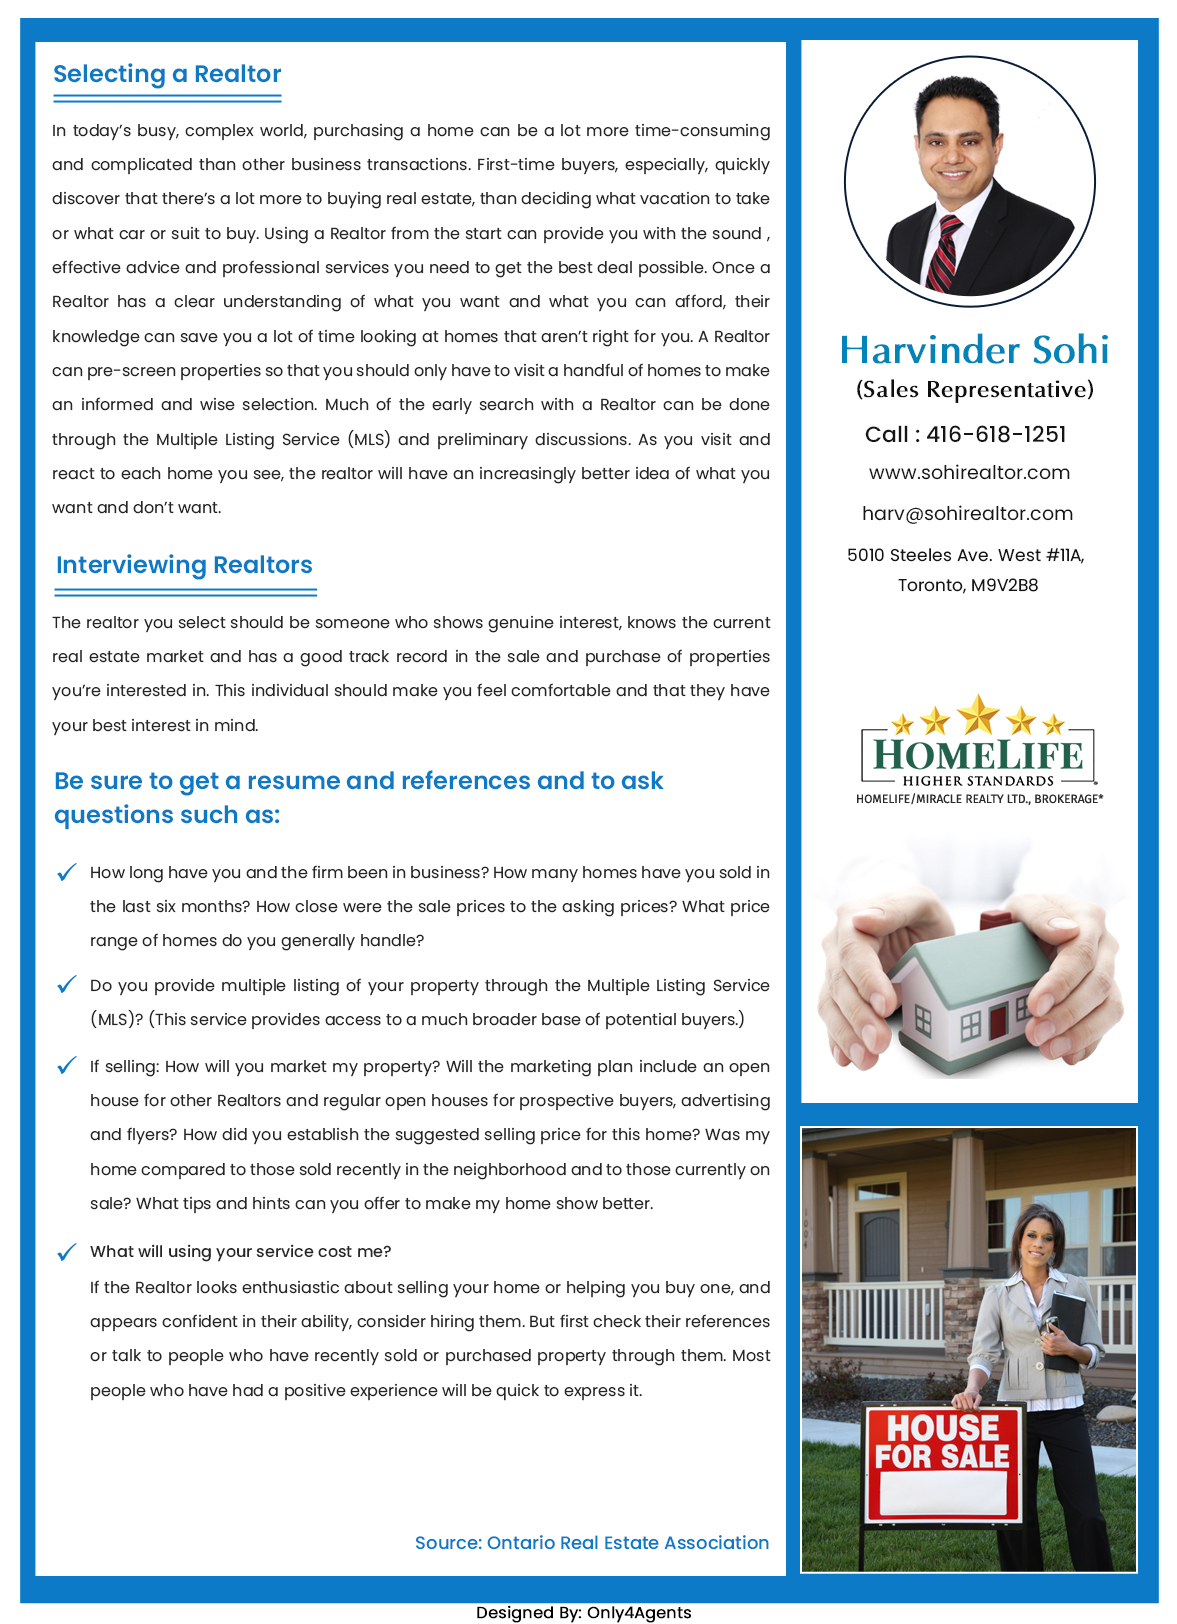 Selecting a Realtor
In today's busy, complex world, purchasing a home can be a lot more time-consuming
and complicated than other business transactions. First-time buyers, especially, quickly
discover that there's a lot more to buying real estate, than deciding what vacation to take
or what car or suit to buy. Using a Realtor from the start can provide you with the sound ,
effective advice and professional services you need to get the best deal possible. Once a
Realtor has a clear understanding of what you want and what you can afford, their
knowledge can save you a lot of time looking at homes that aren't right for you. A Realtor
can pre-screen properties so that you should only have to visit a handful of homes to make
an informed and wise selection. Much of the early search with a Realtor can be done
through the Multiple Listing Service (MLS) and preliminary discussions. As you visit and
react to each home you see, the realtor will have an increasingly better idea of what you
want and don't want.
Interviewing Realtors
The realtor you select should be someone who shows genuine interest, knows the current
real estate market and has a good track record in the sale and purchase of properties
you're interested in. This individual should make you feel comfortable and that they have
your best interest in mind.
Be sure to get a resume and references and to ask
questions such as:
How long have you and the firm been in business? How many homes have you sold in
the last six months? How close were the sale prices to the asking prices? What price
range of homes do you generally handle?
Do you provide multiple listing of your property through the Multiple Listing Service
(MLS)? (This service provides access to a much broader base of potential buyers.)
If selling: How will you market my property? Will the marketing plan include an open
house for other Realtors and regular open houses for prospective buyers, advertising
and flyers? How did you establish the suggested selling price for this home? Was my
home compared to those sold recently in the neighborhood and to those currently on
sale? What tips and hints can you offer to make my home show better.
What will using your service cost me?
If the Realtor looks enthusiastic about selling your home or helping you buy one, and
appears confident in their ability, consider hiring them. But first check their references
or talk to people who have recently sold or purchased property through them. Most
people who have had a positive experience will be quick to express it.
Source: Ontario Real Estate Association
Harvinder Sohi
(Sales Representative)
Call : 416-618-1251
www.sohirealtor.com
harv@sohirealtor.com
5010 Steeles Ave. West #11A,
Toronto, M9V2B8
HOMELIFE
HIGHER STANDARDS
HOMELIFE/MIRACLE REALTY LTD., BROKERAGE*
1004
HOUSE
FOR SALE
Designed By: Only4Agents